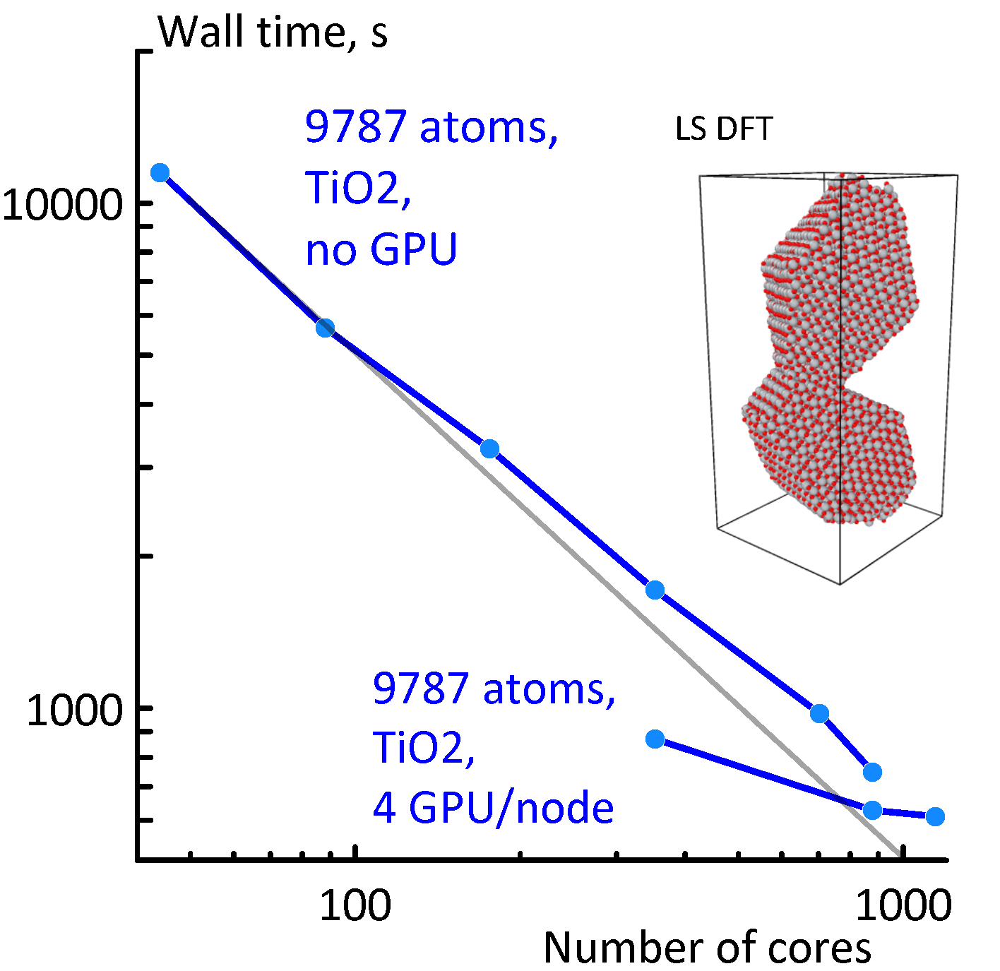 Wall time, s
9787 atoms,
TiO2,
no GPU
LS DFT
10000
1000
9787 atoms,
TiO2,
4 GPU/node
100
1000
Number of cores